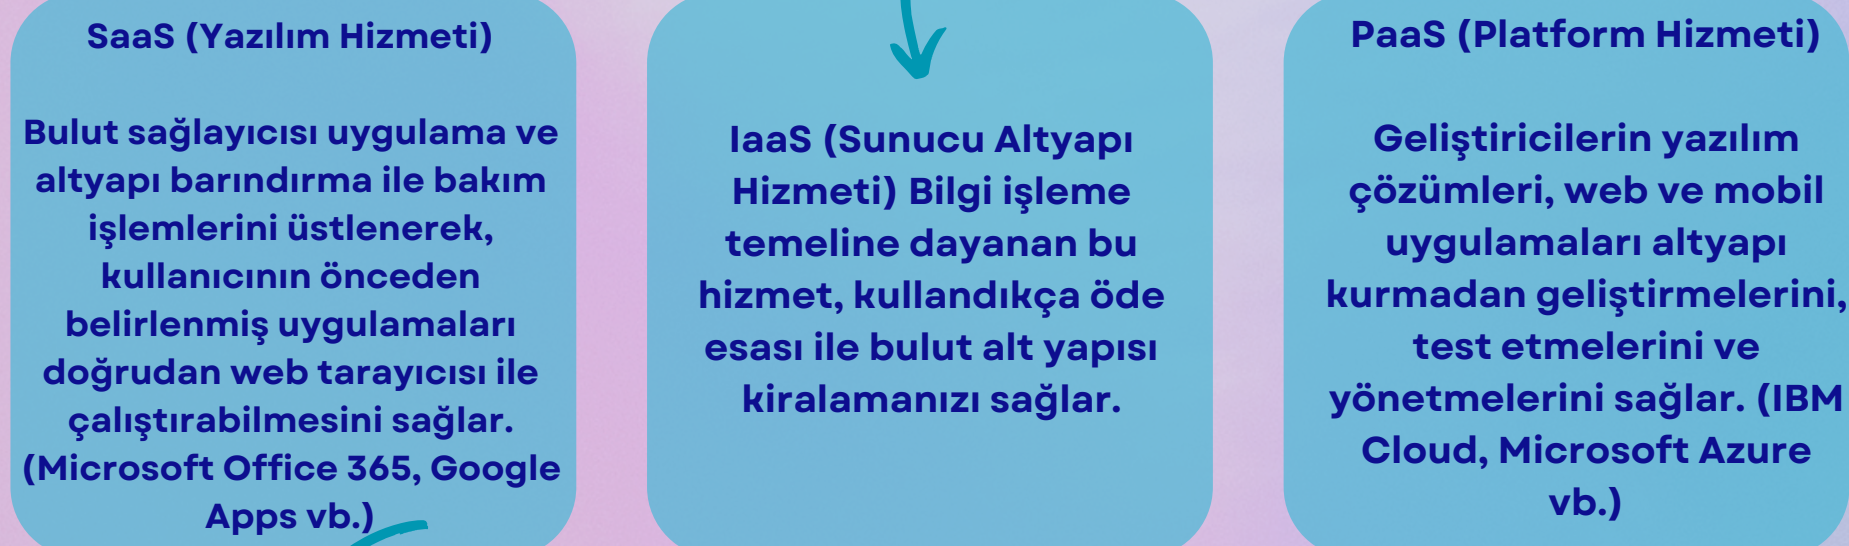 SaaS (Yazılım Hizmeti)
Bulut sağlayıcısı uygulama ve
altyapı barındırma ile bakım
işlemlerini üstlenerek,
kullanıcının önceden
belirlenmiş uygulamaları
doğrudan web tarayıcısı ile
çalıştırabilmesini sağlar.
(Microsoft Office 365, Google
Apps vb.)
IaaS (Sunucu Altyapı
Hizmeti) Bilgi işleme
temeline dayanan bu
hizmet, kullandıkça öde
esası ile bulut alt yapısı
kiralamanızı sağlar.
PaaS (Platform Hizmeti)
Geliştiricilerin yazılım
çözümleri, web ve mobil
uygulamaları altyapı
kurmadan geliştirmelerini,
test etmelerini ve
yönetmelerini sağlar. (IBM
Cloud, Microsoft Azure
vb.)